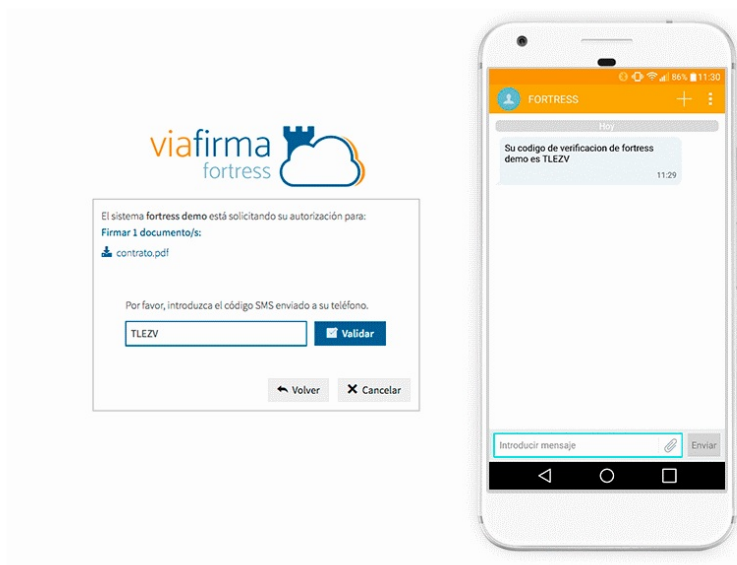 viafirma
fortress
El sistema fortress demo está solicitando su autorización para:
Firmar 1 documento/s:
contrato.pdf
Por favor, introduzca el código SMS enviado a su teléfono.
TLEZV
Validar
Volver
Cancelar
86% 11:30
FORTRESS
Hoy
Su codigo de verificacion de fortress
demo es TLEZV
11:29
Introducir mensaje
Enviar